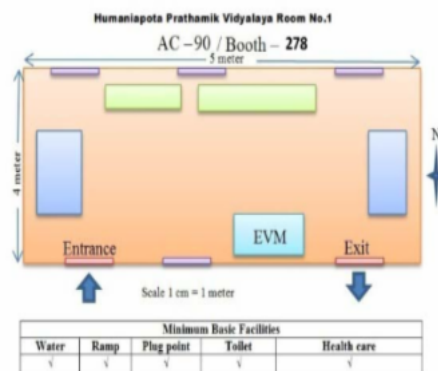 Humaniapota Prathamik Vidyalaya Room No.1
AC – 90 / Booth – 278
5 meter
4 meter
N
EVM
Entrance
Exit
Scale 1 cm = 1 meter
Minimum Basic Facilities
Water Ramp Plug point Toilet Health care
√ √ √ √ √